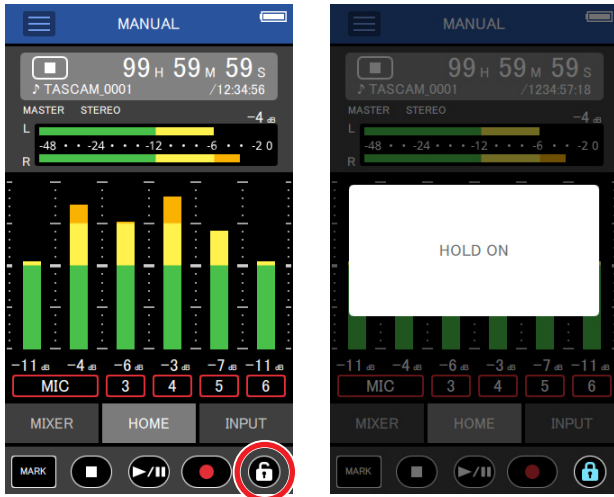 MANUAL
99 H 59 M 59 S
♪ TASCAM_0001 /12:34:56
MASTER STEREO
-4 dB
L
-48 · · -24 · · · -12 · · · -6 · · -2 0
R
-11 dB -4 dB -6 dB -3 dB -7 dB -11 dB
MIC 3 4 5 6
MIXER HOME INPUT
MARK
MANUAL
99 H 59 M 59 S
♪ TASCAM_0001 /1234:57:18
MASTER STEREO
-4 dB
L
-48 · · -24 · · · -12 · · · -6 · · -2 0
R
HOLD ON
-11 dB -4 dB -6 dB -3 dB -7 dB -11 dB
MIC 3 4 5 6
MIXER HOME INPUT
MARK